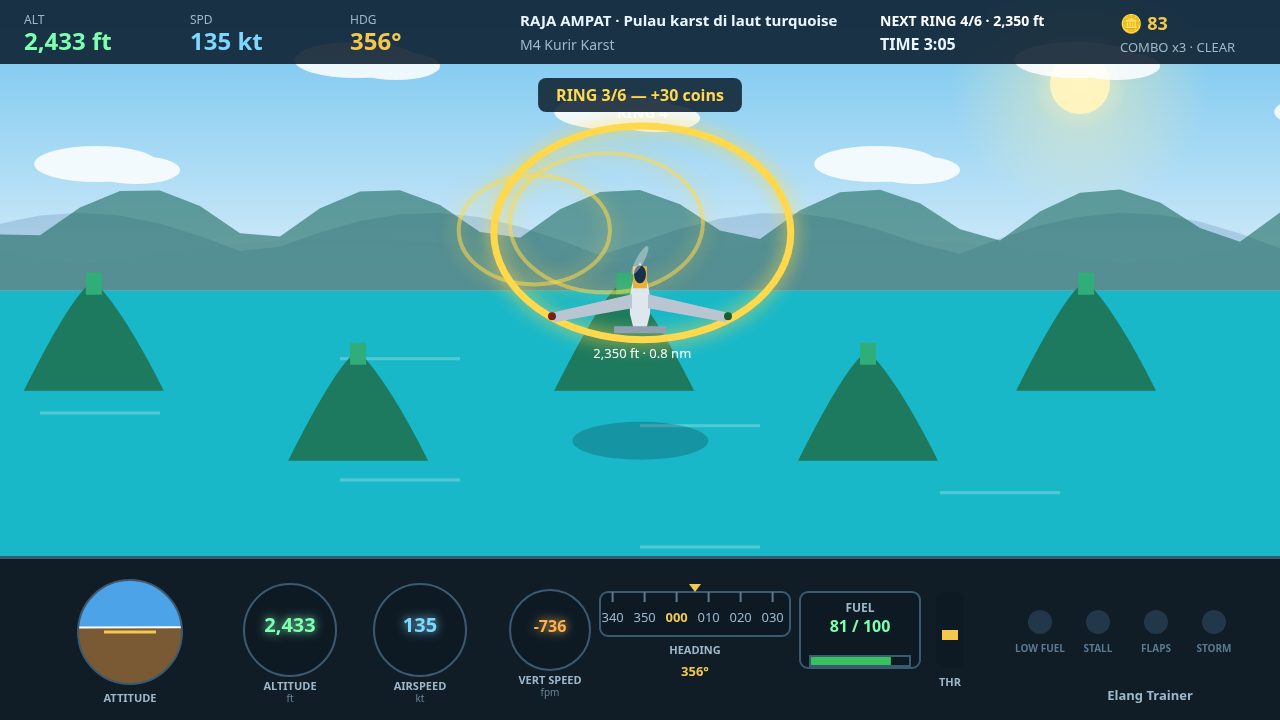 ALT
2,433 ft
SPD
135 kt
HDG
356°
RAJA AMPAT · Pulau karst di laut turquoise
M4 Kurir Karst
NEXT RING 4/6 · 2,350 ft
TIME 3:05
83
COMBO x3 · CLEAR
RING 3/6 — +30 coins
RING 4
2,350 ft · 0.8 nm
ATTITUDE
2,433
ALTITUDE
ft
135
AIRSPEED
kt
-736
VERT SPEED
fpm
340 350 000 010 020 030
HEADING
356°
FUEL
81 / 100
THR
LOW FUEL
STALL
FLAPS
STORM
Elang Trainer